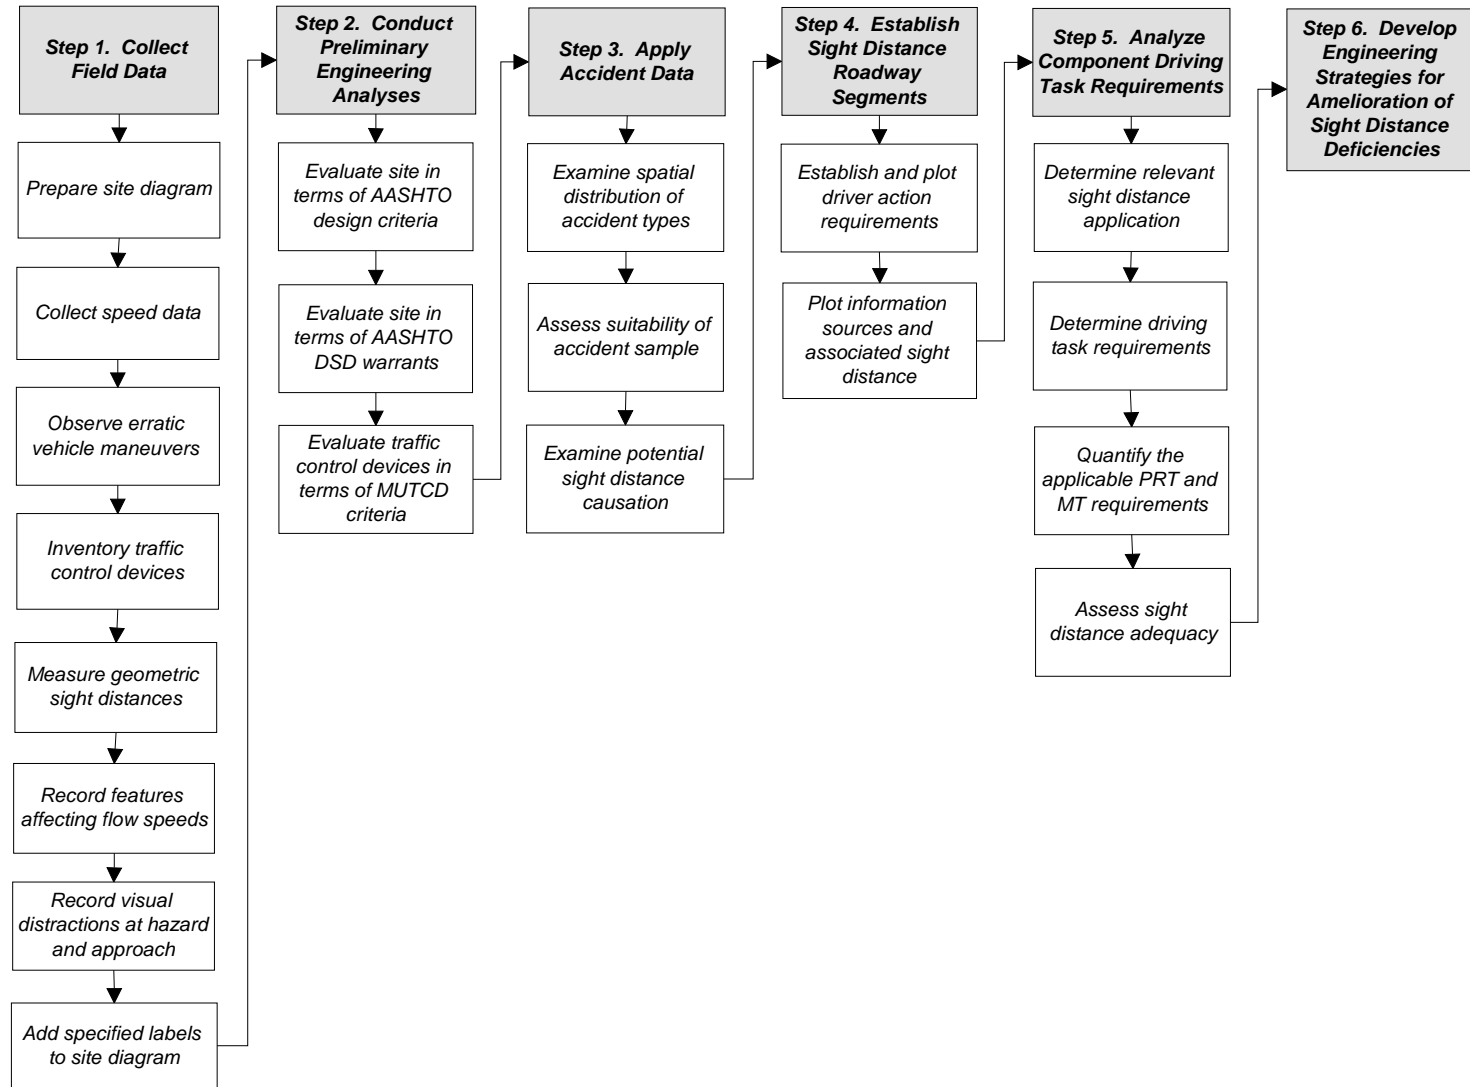 Step 1.  Collect
Field Data
Prepare site diagram
Collect speed data
Observe erratic
vehicle maneuvers
Inventory traffic
control devices
Measure geometric
sight distances
Record features
affecting flow speeds
Record visual
distractions at hazard
and approach
Add specified labels
to site diagram
Step 2.  Conduct
Preliminary
Engineering
Analyses
Evaluate site in
terms of AASHTO
design criteria
Evaluate site in
terms of AASHTO
DSD warrants
Evaluate traffic
control devices in
terms of MUTCD
criteria
Step 3.  Apply
Accident Data
Examine spatial
distribution of
accident types
Assess suitability of
accident sample
Examine potential
sight distance
causation
Step 4.  Establish
Sight Distance
Roadway
Segments
Establish and plot
driver action
requirements
Plot information
sources and
associated sight
distance
Step 5.  Analyze
Component Driving
Task Requirements
Determine relevant
sight distance
application
Determine driving
task requirements
Quantify the
applicable PRT and
MT requirements
Assess sight
distance adequacy
Step 6.  Develop
Engineering
Strategies for
Amelioration of
Sight Distance
Deficiencies